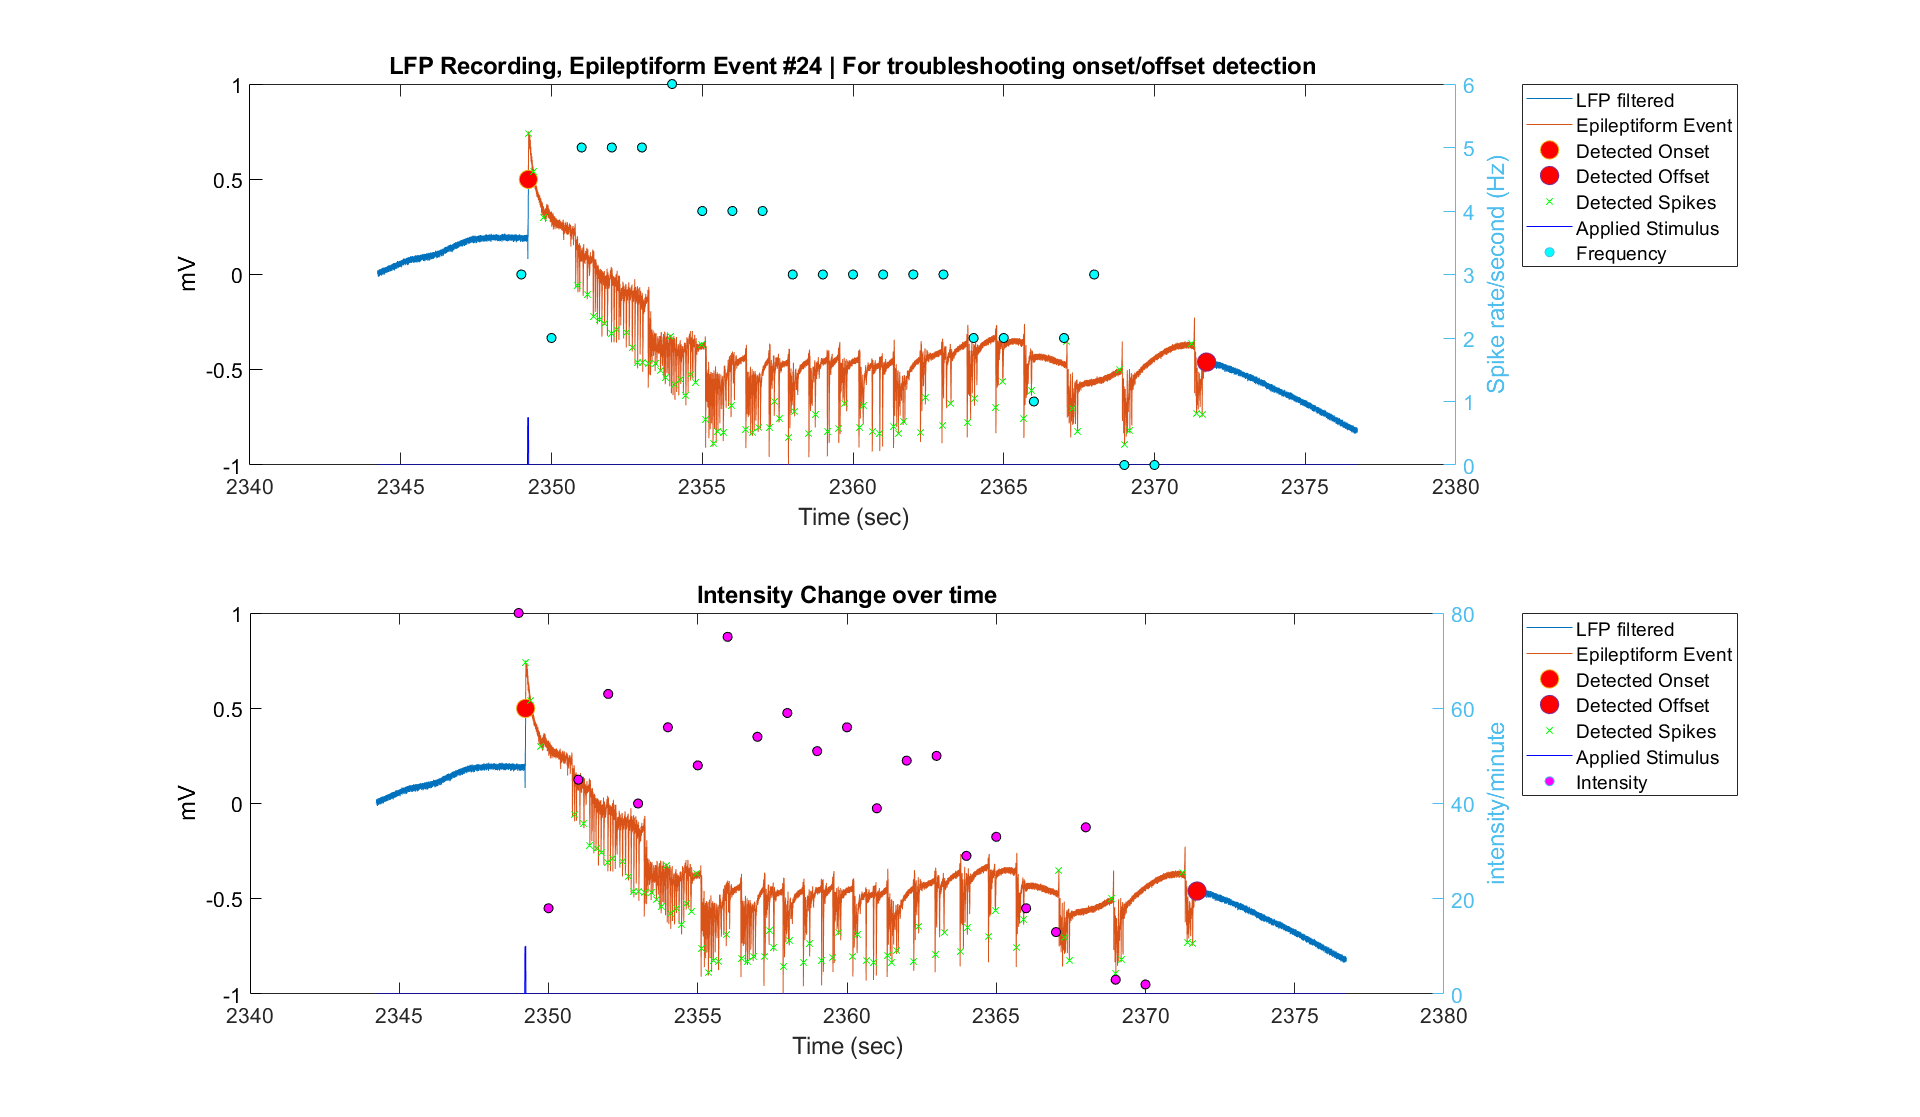 LFP Recording, Epileptiform Event #24 | For troubleshooting onset/offset detection
1
0.5
0
-0.5
-1
mV
2340 2345 2350 2355 2360 2365 2370 2375 2380
Time (sec)
6
5
4
3
2
1
0
Spike rate/second (Hz)
LFP filtered
Epileptiform Event
Detected Onset
Detected Offset
Detected Spikes
Applied Stimulus
Frequency
Intensity Change over time
1
0.5
0
-0.5
-1
mV
2340 2345 2350 2355 2360 2365 2370 2375 2380
Time (sec)
80
60
40
20
0
intensity/minute
LFP filtered
Epileptiform Event
Detected Onset
Detected Offset
Detected Spikes
Applied Stimulus
Intensity